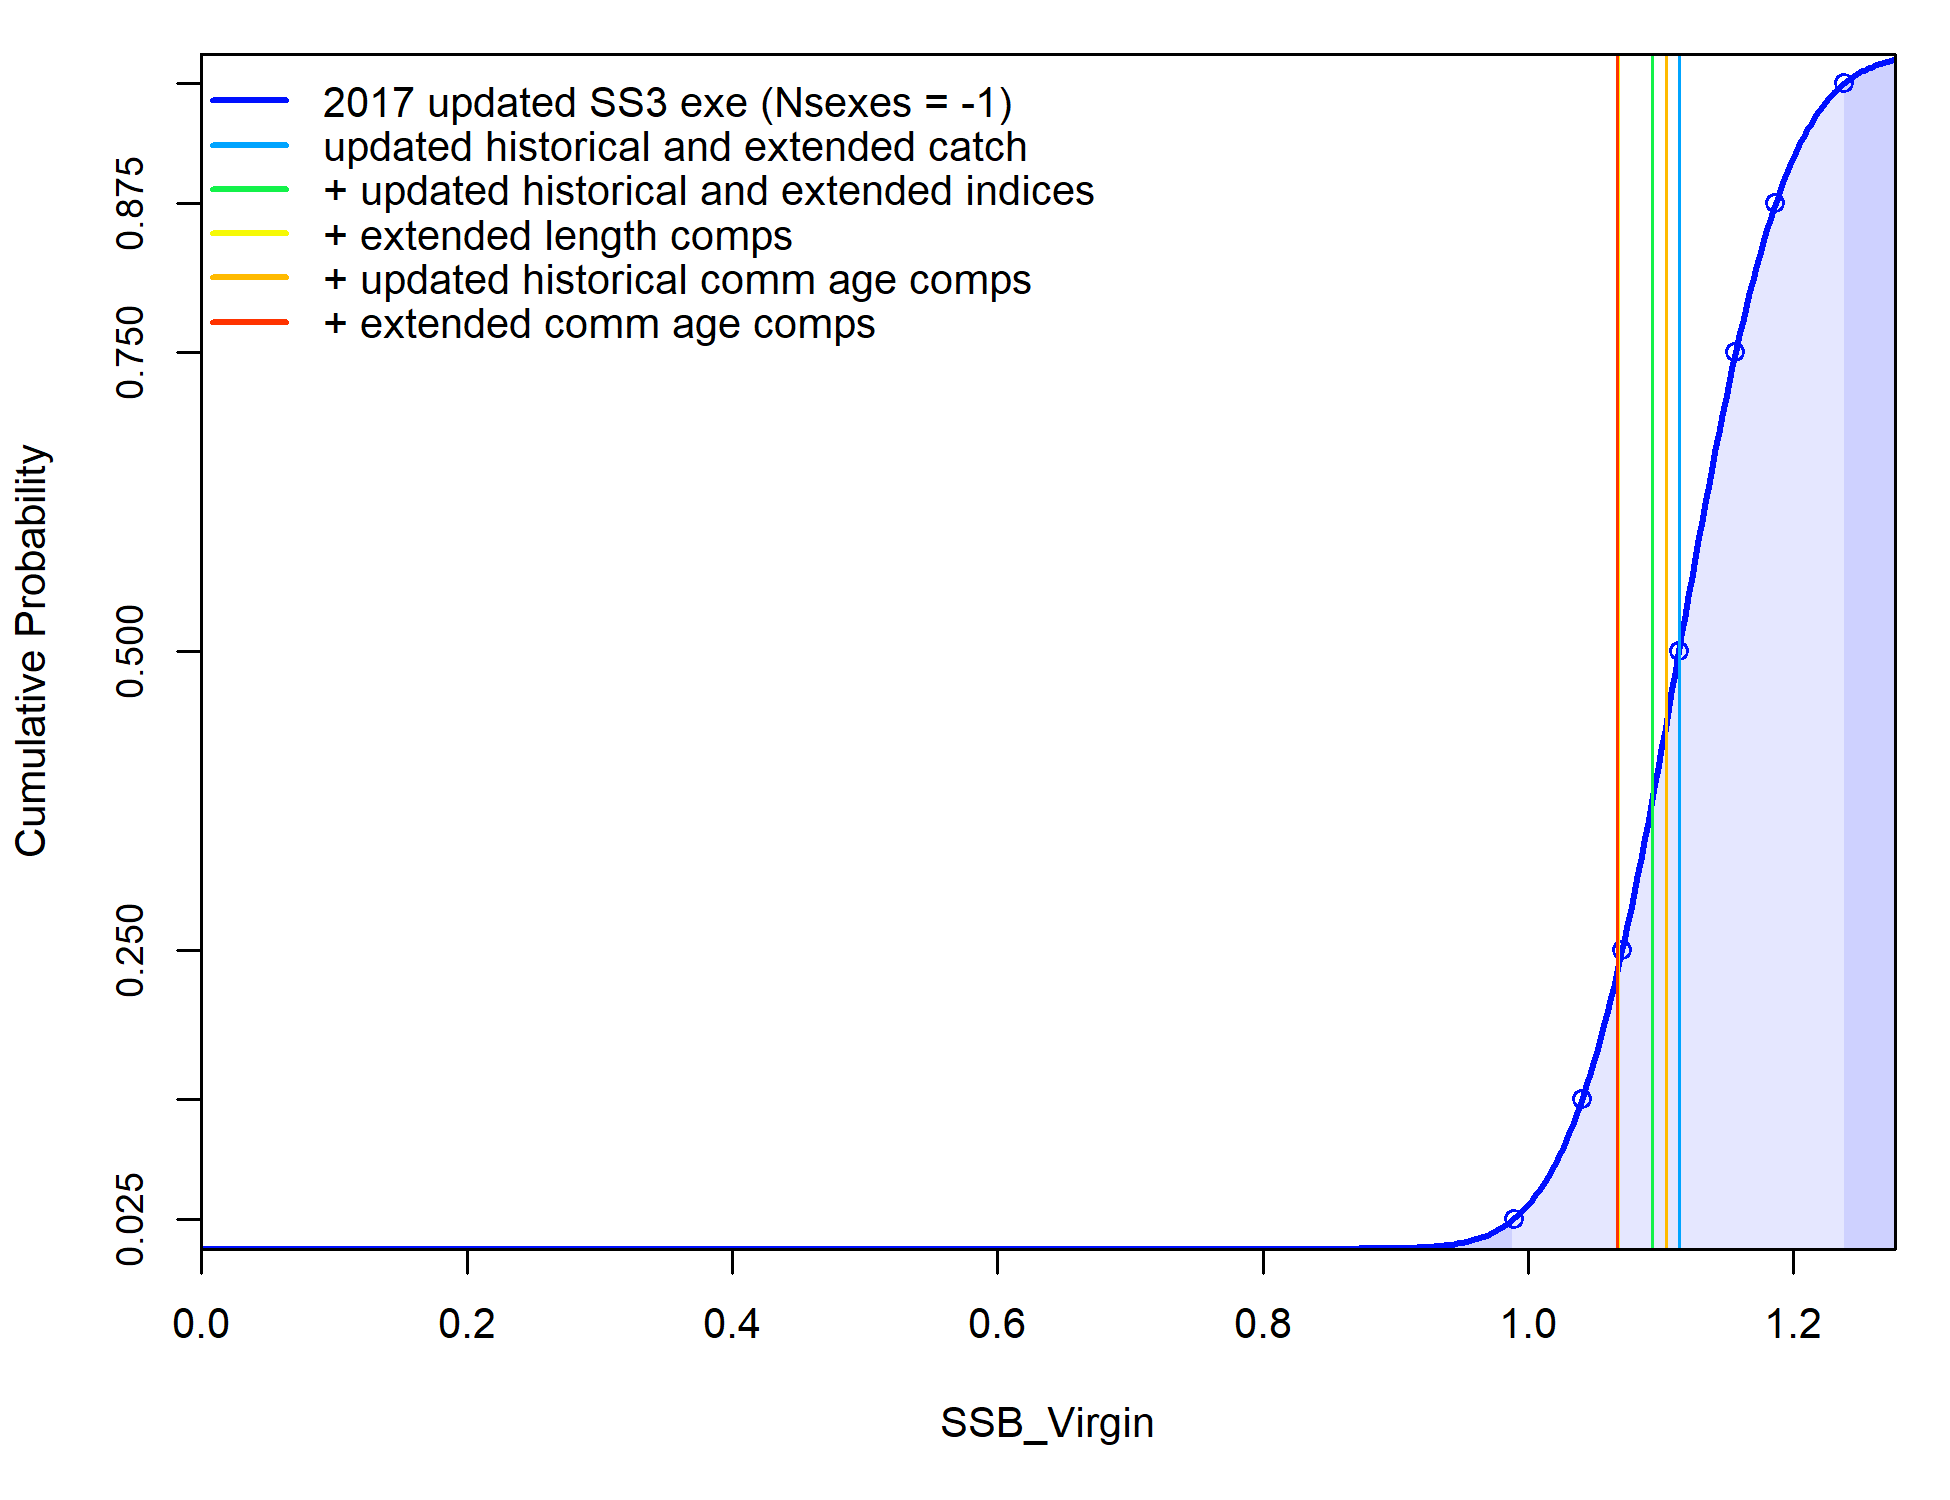 2017 updated SS3 exe (Nsexes = -1)
updated historical and extended catch
+ updated historical and extended indices
+ extended length comps
+ updated historical comm age comps
+ extended comm age comps
Cumulative Probability
0.875
0.750
0.500
0.250
0.025
0.0 0.2 0.4 0.6 0.8 1.0 1.2
SSB_Virgin